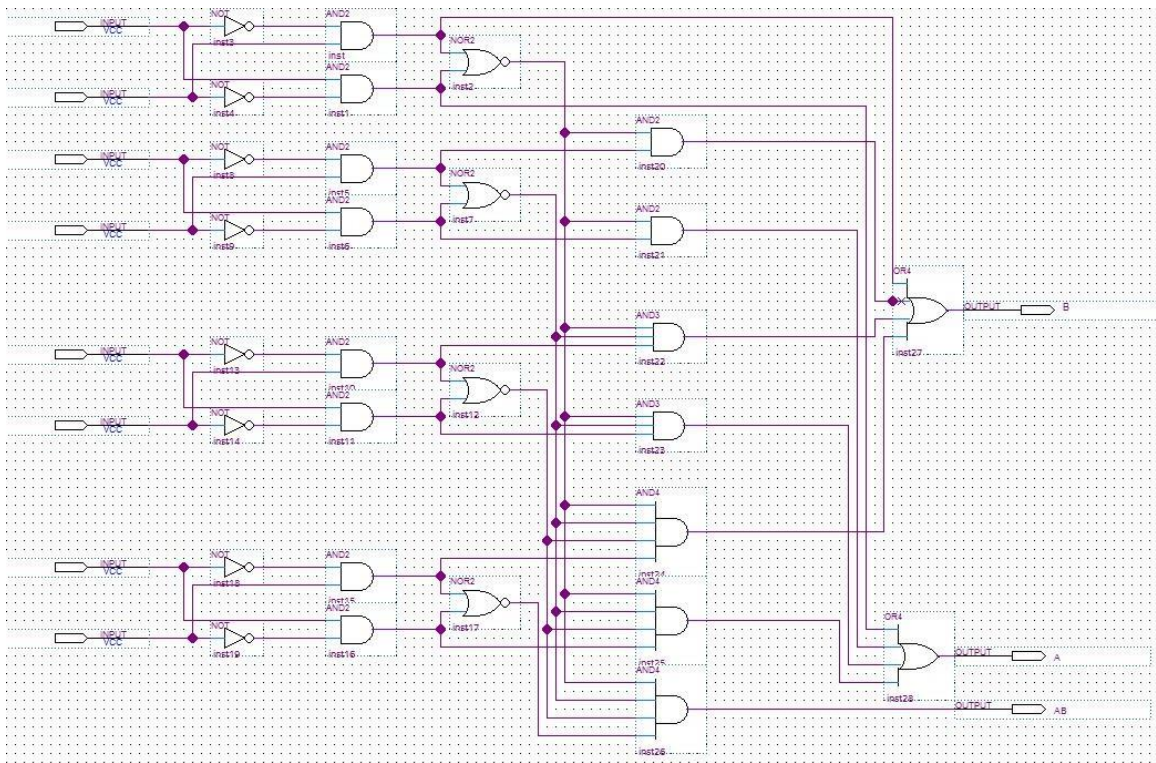 INPUT
VCC
NOT
inst3
AND2
inst
NOR2
inst2
INPUT
VCC
NOT
inst4
AND2
inst1
INPUT
VCC
NOT
inst8
AND2
inst5
NOR2
inst7
INPUT
VCC
NOT
inst9
AND2
inst6
AND2
inst20
AND2
inst21
INPUT
VCC
NOT
inst13
AND2
inst10
NOR2
inst12
INPUT
VCC
NOT
inst14
AND2
inst11
AND3
inst22
AND3
inst23
OR4
inst27
OUTPUT
B
INPUT
VCC
NOT
inst18
AND2
inst15
NOR2
inst17
INPUT
VCC
NOT
inst19
AND2
inst16
AND4
inst24
AND4
inst25
AND4
inst26
OR4
inst28
OUTPUT
A
OUTPUT
AB